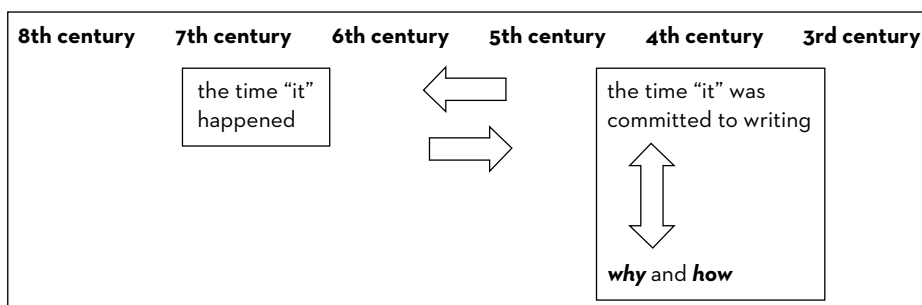 8th century 7th century 6th century 5th century 4th century 3rd century
the time “it”
happened
the time “it” was
committed to writing
why and how